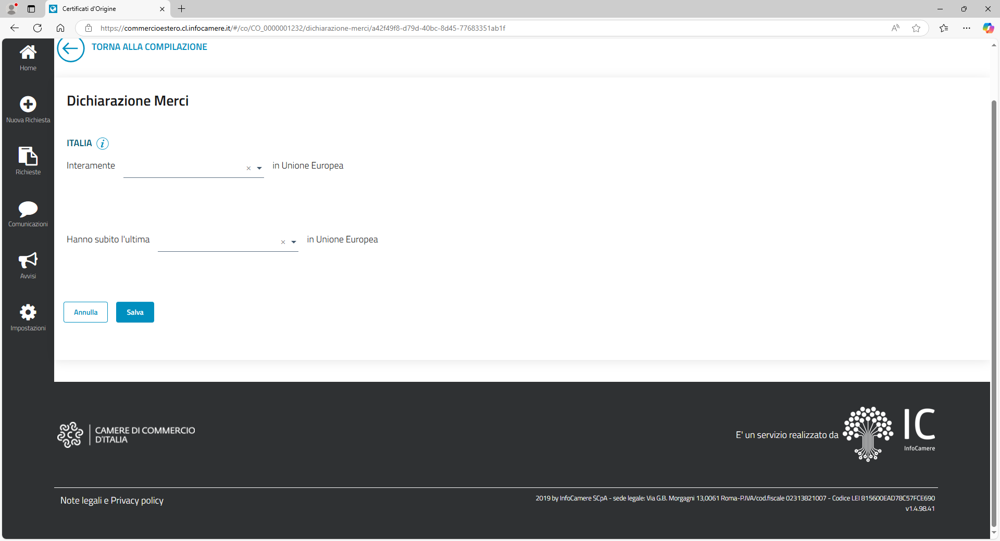 Certificati d'Origine
https://commercioestero.cl.infocamere.it/#/co/CO_0000001232/dichiarazione-merci/a42f49f8-d79d-40bc-8d45-77683351ab1f
TORNA ALLA COMPILAZIONE
Home
Nuova Richiesta
Richieste
Comunicazioni
Avvisi
Impostazioni
Dichiarazione Merci
ITALIA i
Interamente × in Unione Europea
Hanno subito l'ultima × in Unione Europea
Annulla Salva
CAMERE DI COMMERCIO
D'ITALIA
E' un servizio realizzato da
IC
InfoCamere
Note legali e Privacy policy
2019 by InfoCamere SCpA - sede legale: Via G.B. Morgagni 13,0061 Roma-P.IVA/cod.fiscale 02313821007 - Codice LEI 815600EAD78C57FCE690
v1.4.98.41